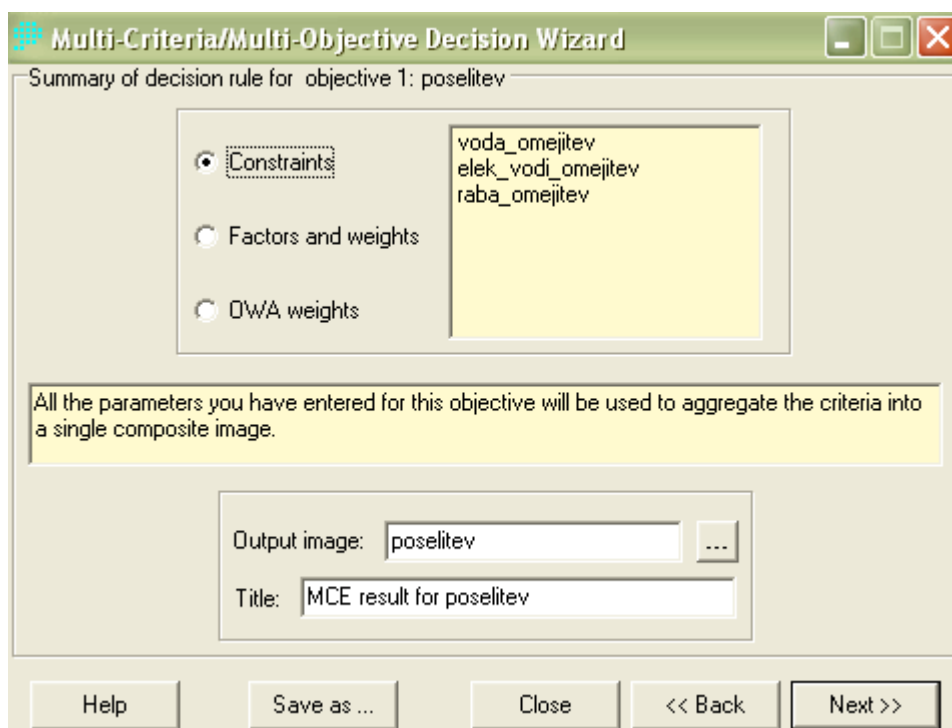 Multi-Criteria/Multi-Objective Decision Wizard
Summary of decision rule for objective 1: poselitev
Constraints
Factors and weights
OWA weights
voda_omejitev
elek_vodi_omejitev
raba_omejitev
All the parameters you have entered for this objective will be used to aggregate the criteria into
a single composite image.
Output image: poselitev ...
Title: MCE result for poselitev
Help Save as ... Close << Back Next >>